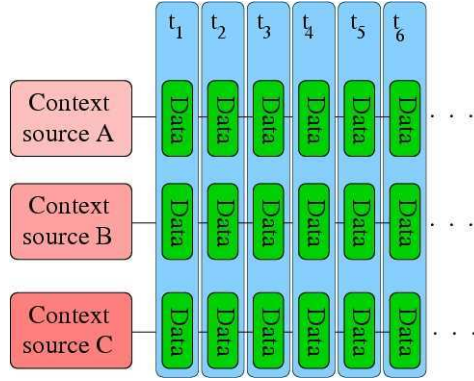 t1 t2 t3 t4 t5 t6
Context
source A
Data Data Data Data Data Data . . .
Context
source B
Data Data Data Data Data Data . . .
Context
source C
Data Data Data Data Data Data . . .